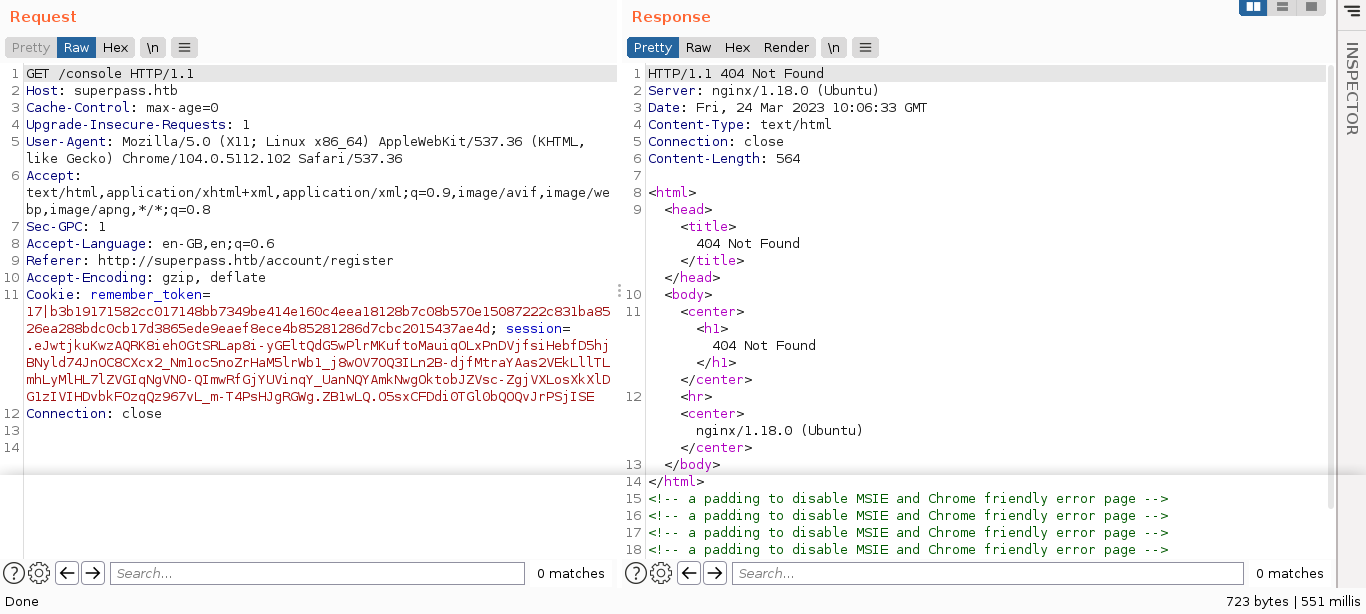 Request
Pretty Raw Hex \n
1 GET /console HTTP/1.1
2 Host: superpass.htb
3 Cache-Control: max-age=0
4 Upgrade-Insecure-Requests: 1
5 User-Agent: Mozilla/5.0 (X11; Linux x86_64) AppleWebKit/537.36 (KHTML,
like Gecko) Chrome/104.0.5112.102 Safari/537.36
6 Accept:
text/html,application/xhtml+xml,application/xml;q=0.9,image/avif,image/we
bp,image/apng,*/*;q=0.8
7 Sec-GPC: 1
8 Accept-Language: en-GB,en;q=0.6
9 Referer: http://superpass.htb/account/register
10 Accept-Encoding: gzip, deflate
11 Cookie: remember_token=
17|b3b19171582cc017148bb7349be414e160c4eea18128b7c08b570e15087222c831ba85
26ea288bdc0cb17d3865ede9eaef8ece4b85281286d7cbc2015437ae4d; session=
.eJwtjkuKwzAQRK8ieh0GtSRLap8i-yGEltQdG5wPlrMKuftoMauiqOLxPnDVjfsiHebfD5hj
BNyld74JnOC8CXcx2_Nm1oc5noZrHaM5lrWb1_j8wOV7OQ3ILn2B-djfMtraYAas2VEkLllTL
mhLyMlHL7lZVGIqNgVN0-QImwRfGjYUVinqY_UanNQYAmkNwgOktobJZVsc-ZgjVXLosXkXlD
G1zIVIHDvbkFOzqQz967vL_m-T4PsHJgRGWg.ZB1wLQ.O5sxCFDdi0TGl0bQOQvJrPSjISE
12 Connection: close
13
14
Search... 0 matches
Response
Pretty Raw Hex Render \n
1 HTTP/1.1 404 Not Found
2 Server: nginx/1.18.0 (Ubuntu)
3 Date: Fri, 24 Mar 2023 10:06:33 GMT
4 Content-Type: text/html
5 Connection: close
6 Content-Length: 564
7
8 <html>
9 <head>
<title>
404 Not Found
</title>
</head>
10 <body>
11 <center>
<h1>
404 Not Found
</h1>
</center>
12 <hr>
<center>
nginx/1.18.0 (Ubuntu)
</center>
13 </body>
14 </html>
15 <!-- a padding to disable MSIE and Chrome friendly error page -->
16 <!-- a padding to disable MSIE and Chrome friendly error page -->
17 <!-- a padding to disable MSIE and Chrome friendly error page -->
18 <!-- a padding to disable MSIE and Chrome friendly error page -->
Search... 0 matches
INSPECTOR
Done 723 bytes | 551 millis